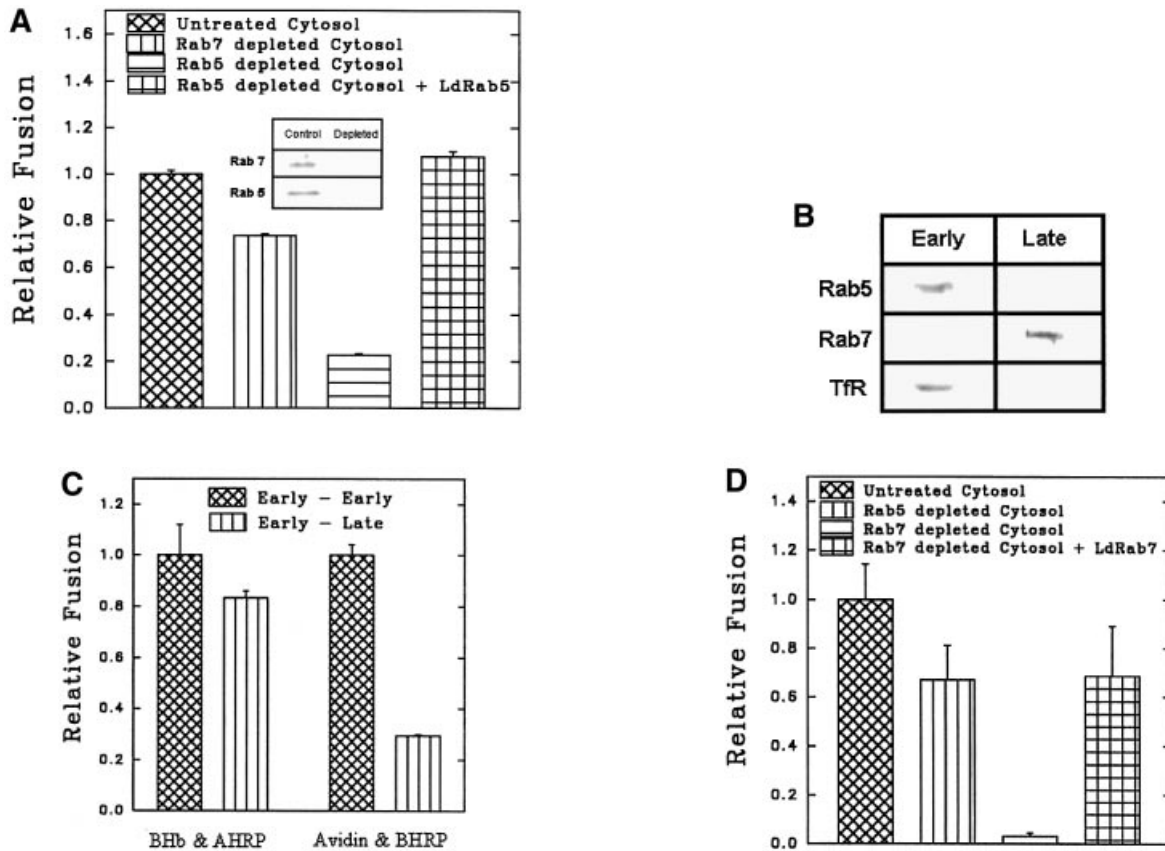 A
Relative Fusion
1.6
1.4
1.2
1.0
0.8
0.6
0.4
0.2
0.0
Untreated Cytosol
Rab7 depleted Cytosol
Rab5 depleted Cytosol
Rab5 depleted Cytosol + LdRab5
Control Depleted
Rab 7
Rab 5
B
Early Late
Rab5
Rab7
TfR
C
Relative Fusion
1.2
1.0
0.8
0.6
0.4
0.2
0.0
Early - Early
Early - Late
BHb & AHRP Avidin & BHRP
D
Relative Fusion
1.4
1.2
1.0
0.8
0.6
0.4
0.2
0.0
Untreated Cytosol
Rab5 depleted Cytosol
Rab7 depleted Cytosol
Rab7 depleted Cytosol + LdRab7